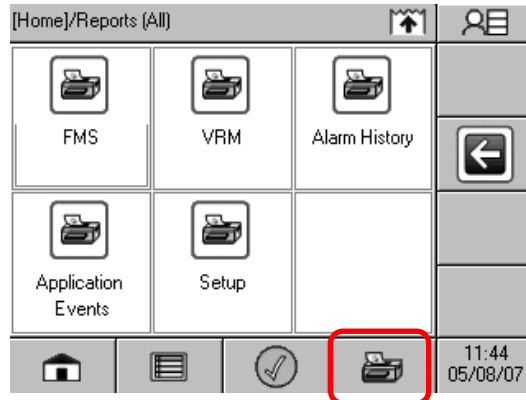 [Home]/Reports (All)
FMS
VRM
Alarm History
Application
Events
Setup
11:44
05/08/07